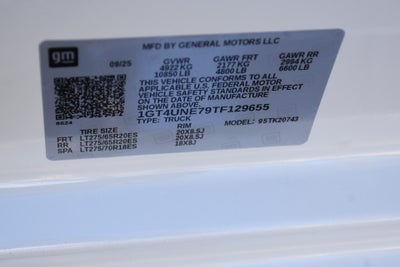 gm
MFD BY GENERAL MOTORS LLC
09/25 GVWR GAWR FRT GAWR RR
4922 KG 2177 KG 2994 KG
10850 LB 4800 LB 6600 LB
THIS VEHICLE CONFORMS TO ALL
APPLICABLE U.S. FEDERAL MOTOR
VEHICLE SAFETY STANDARDS IN
EFFECT ON THE DATE OF MANUFACTURE
SHOWN ABOVE.
1GT4UNE79TF129655
TYPE: TRUCK MODEL: 95TK20743
TIRE SIZE RIM
FRT LT275/65R20ES 20X8.5J
RR LT275/65R20ES 20X8.5J
SPA LT275/70R18ES 18X8J